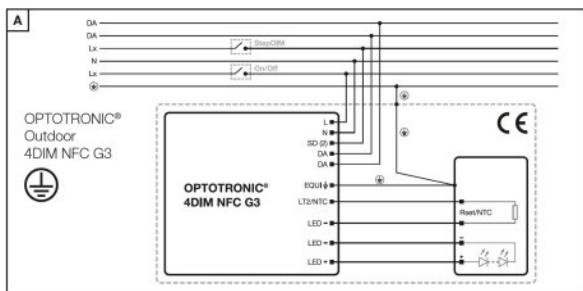 A
DA
DA
Lx
StepDIM
N
Lx
On/Off
OPTOTRONIC®
Outdoor
4DIM NFC G3
CE
L
N
SD (2)
DA
DA
OPTOTRONIC®
4DIM NFC G3
EQUI
LT2/NTC
LED −
LED −
LED +
Rset/NTC
−
+